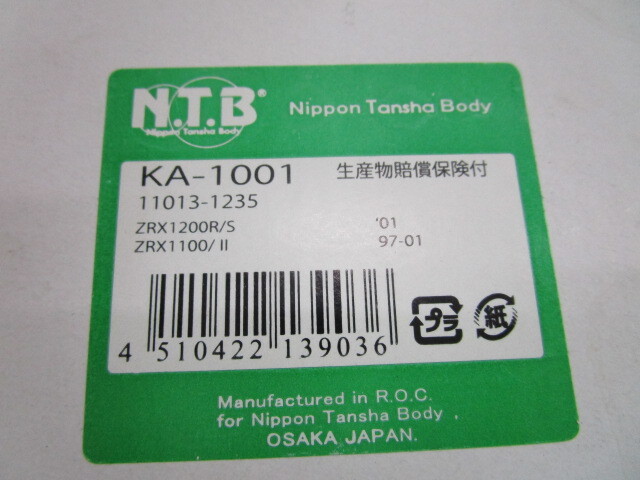 N.T.B®
Nippon Tansha Body
Nippon Tansha Body
KA-1001
生産物賠償保険付
11013-1235
ZRX1200R/S '01
ZRX1100/II 97-01
4 510422 139036
プラ
紙
Manufactured in R.O.C.
for Nippon Tansha Body ,
OSAKA JAPAN.